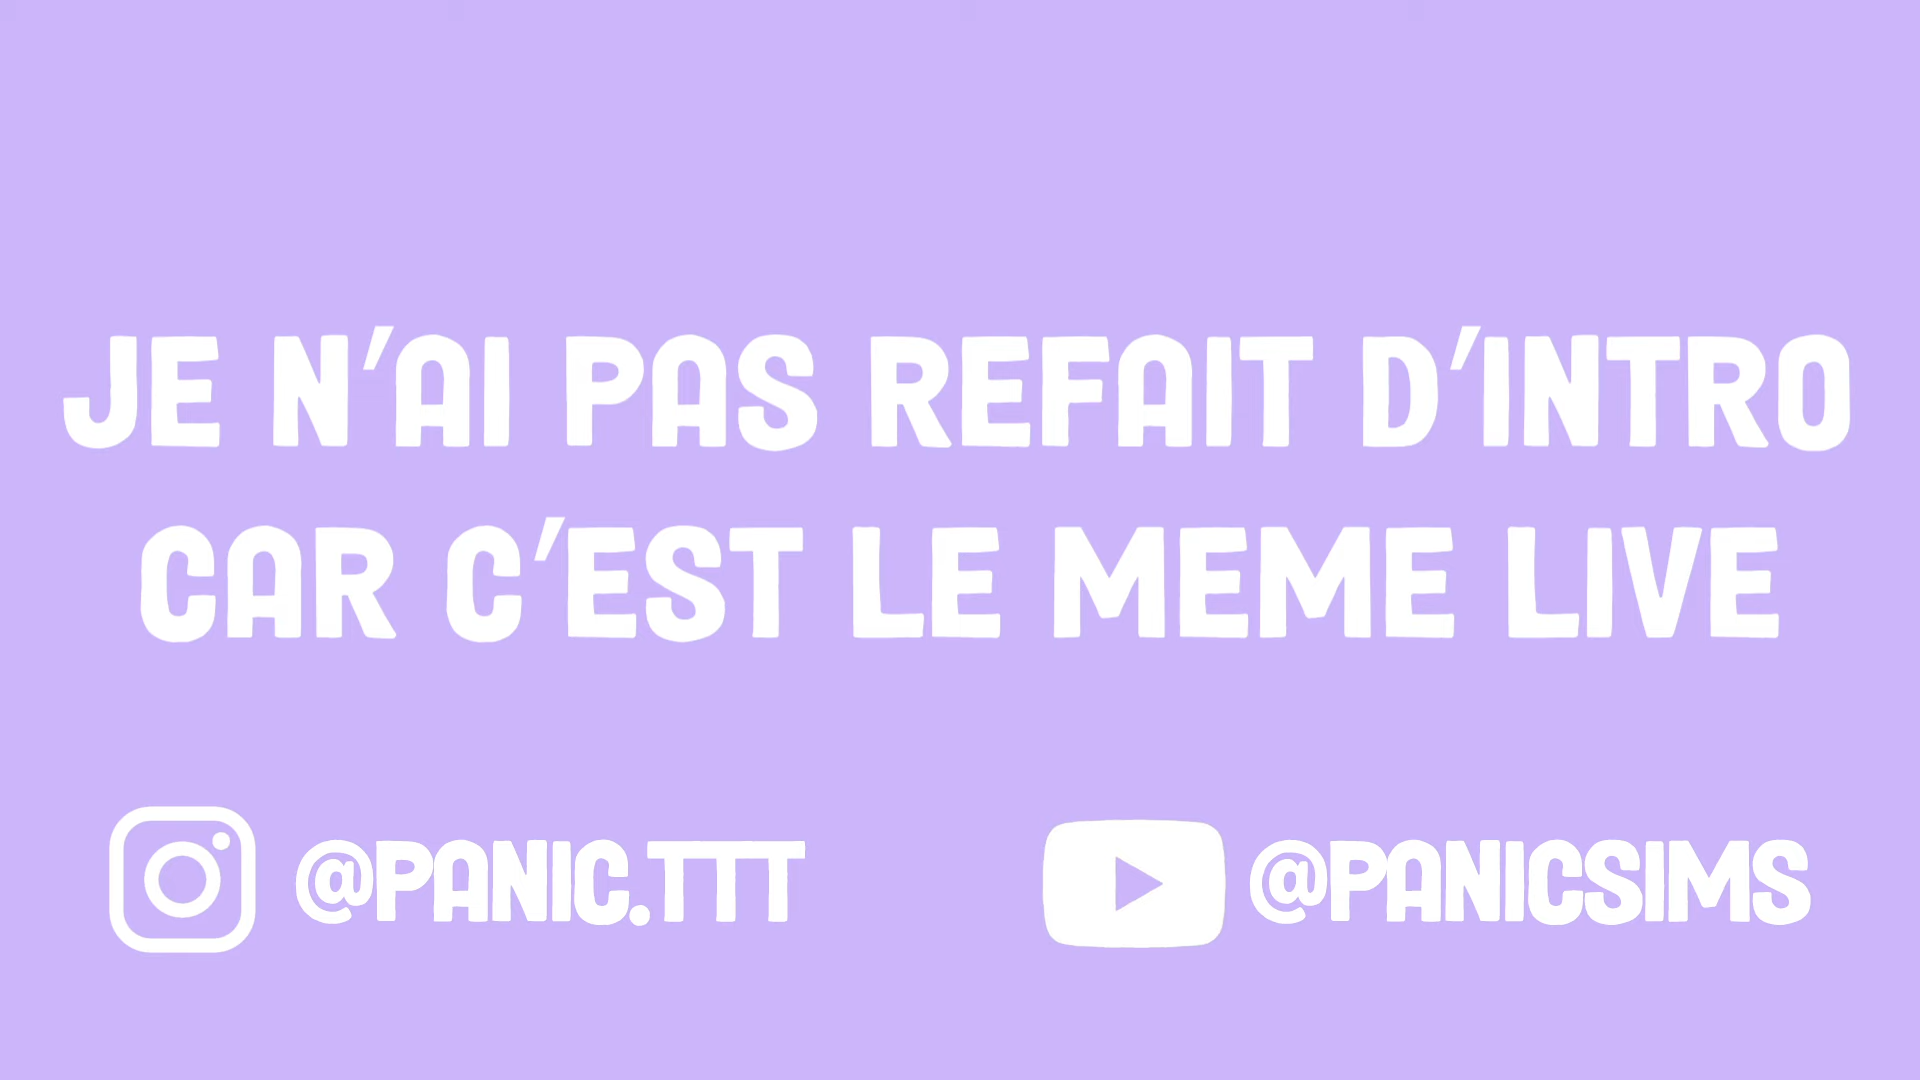 JE N'AI PAS REFAIT D'INTRO
CAR C'EST LE MEME LIVE
@PANIC.TTT
@PANICSIMS